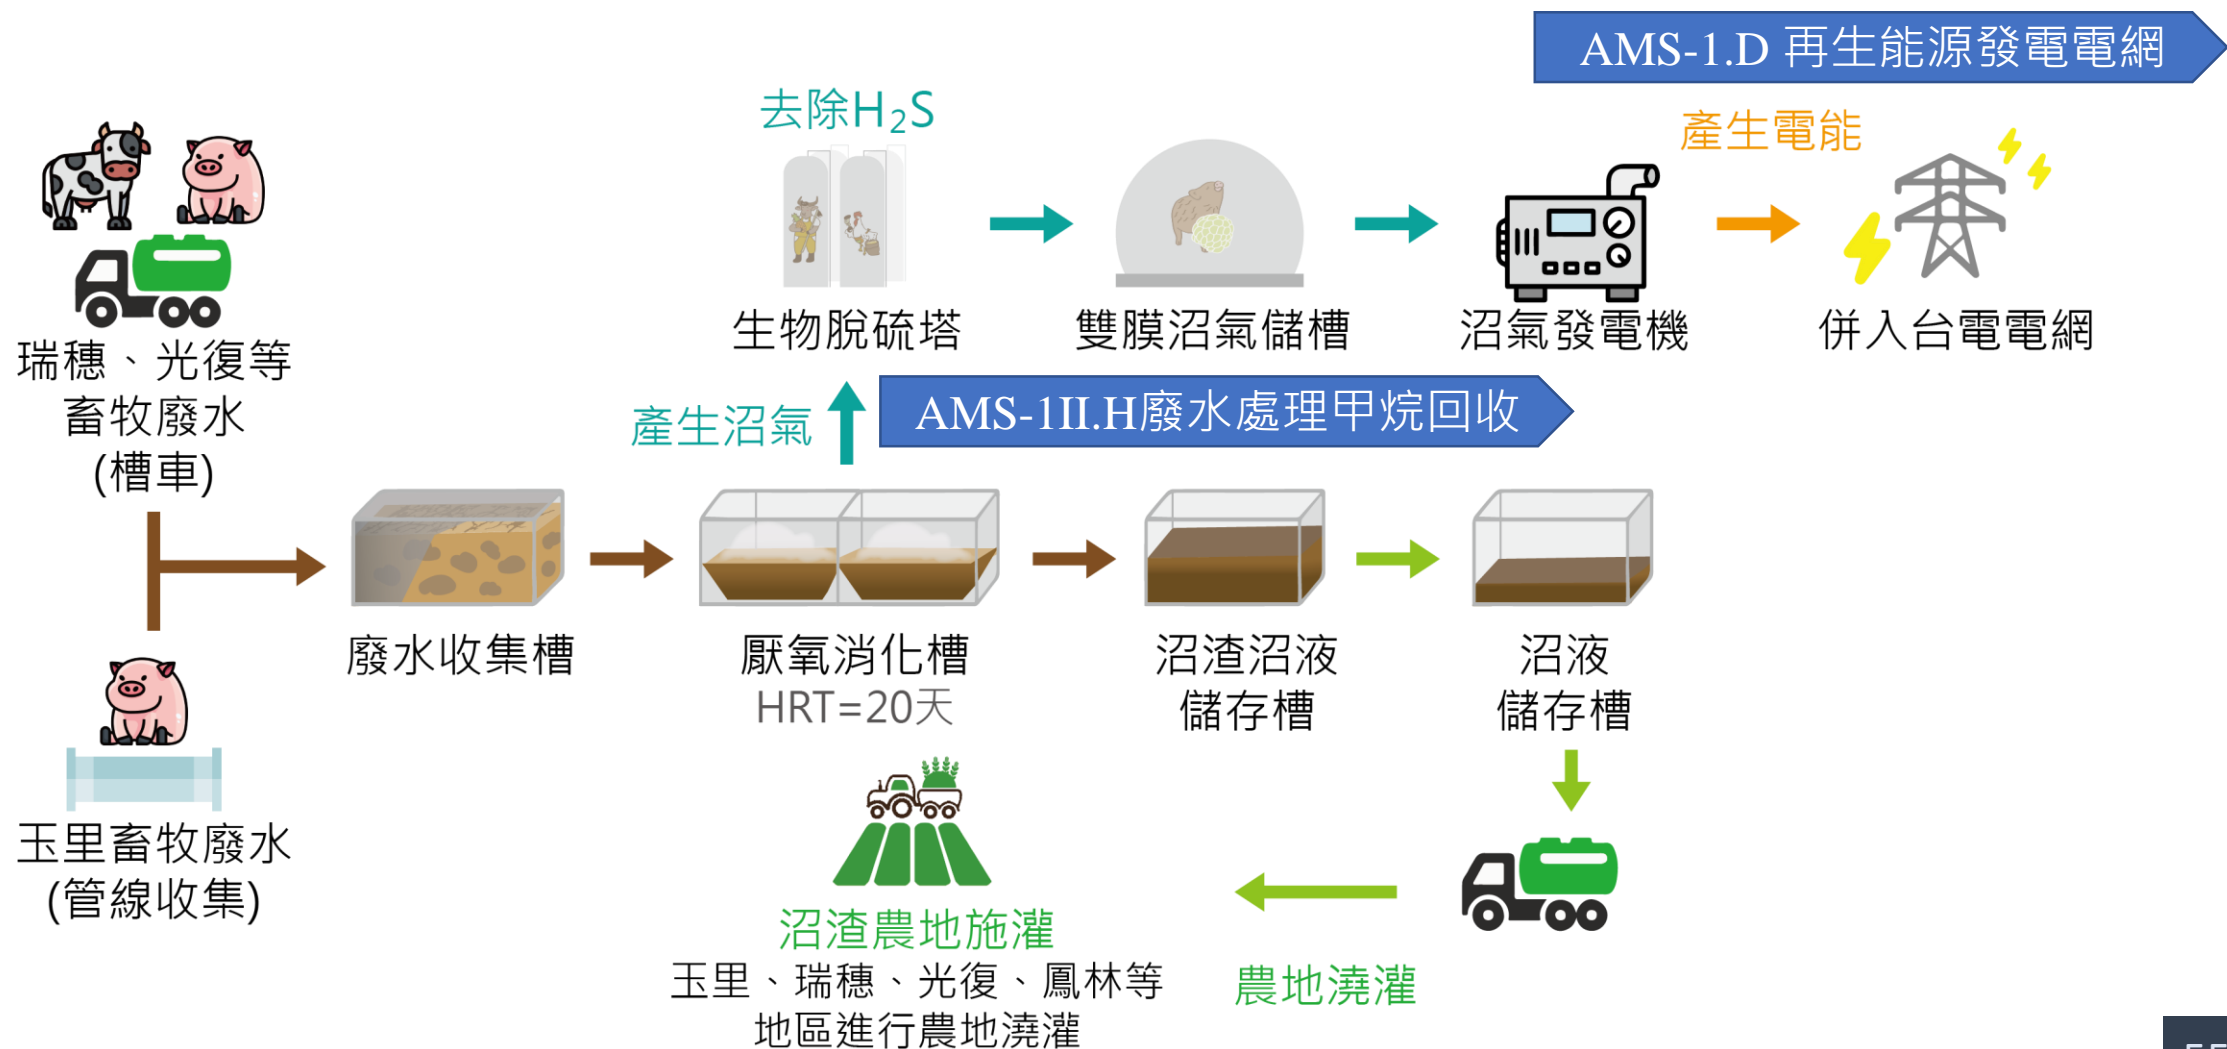 AMS-1.D 再生能源發電電網
去除H₂S
產生電能
生物脫硫塔
雙膜沼氣儲槽
沼氣發電機
併入台電電網
瑞穗、光復等
畜牧廢水
(槽車)
產生沼氣
AMS-1II.H廢水處理甲烷回收
廢水收集槽
厭氧消化槽
HRT=20天
沼渣沼液
儲存槽
沼液
儲存槽
玉里畜牧廢水
(管線收集)
沼渣農地施灌
玉里、瑞穗、光復、鳳林等
地區進行農地澆灌
農地澆灌